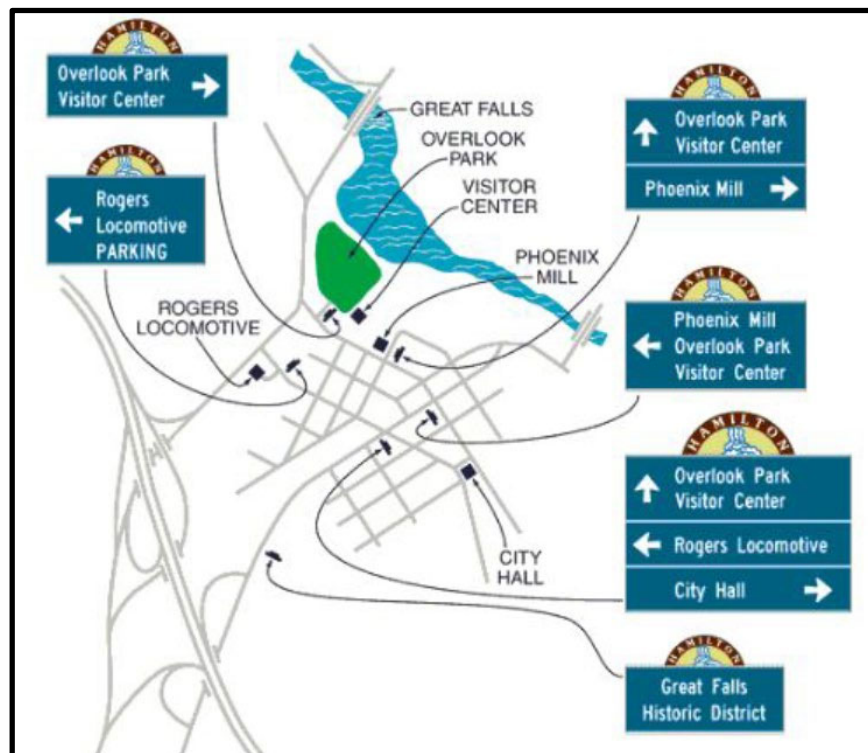 HAMILTON
Overlook Park
Visitor Center
HAMILTON
Rogers
Locomotive
PARKING
GREAT FALLS
OVERLOOK
PARK
VISITOR
CENTER
PHOENIX
MILL
ROGERS
LOCOMOTIVE
CITY
HALL
HAMILTON
Overlook Park
Visitor Center
Phoenix Mill
HAMILTON
Phoenix Mill
Overlook Park
Visitor Center
HAMILTON
Overlook Park
Visitor Center
Rogers Locomotive
City Hall
HAMILTON
Great Falls
Historic District